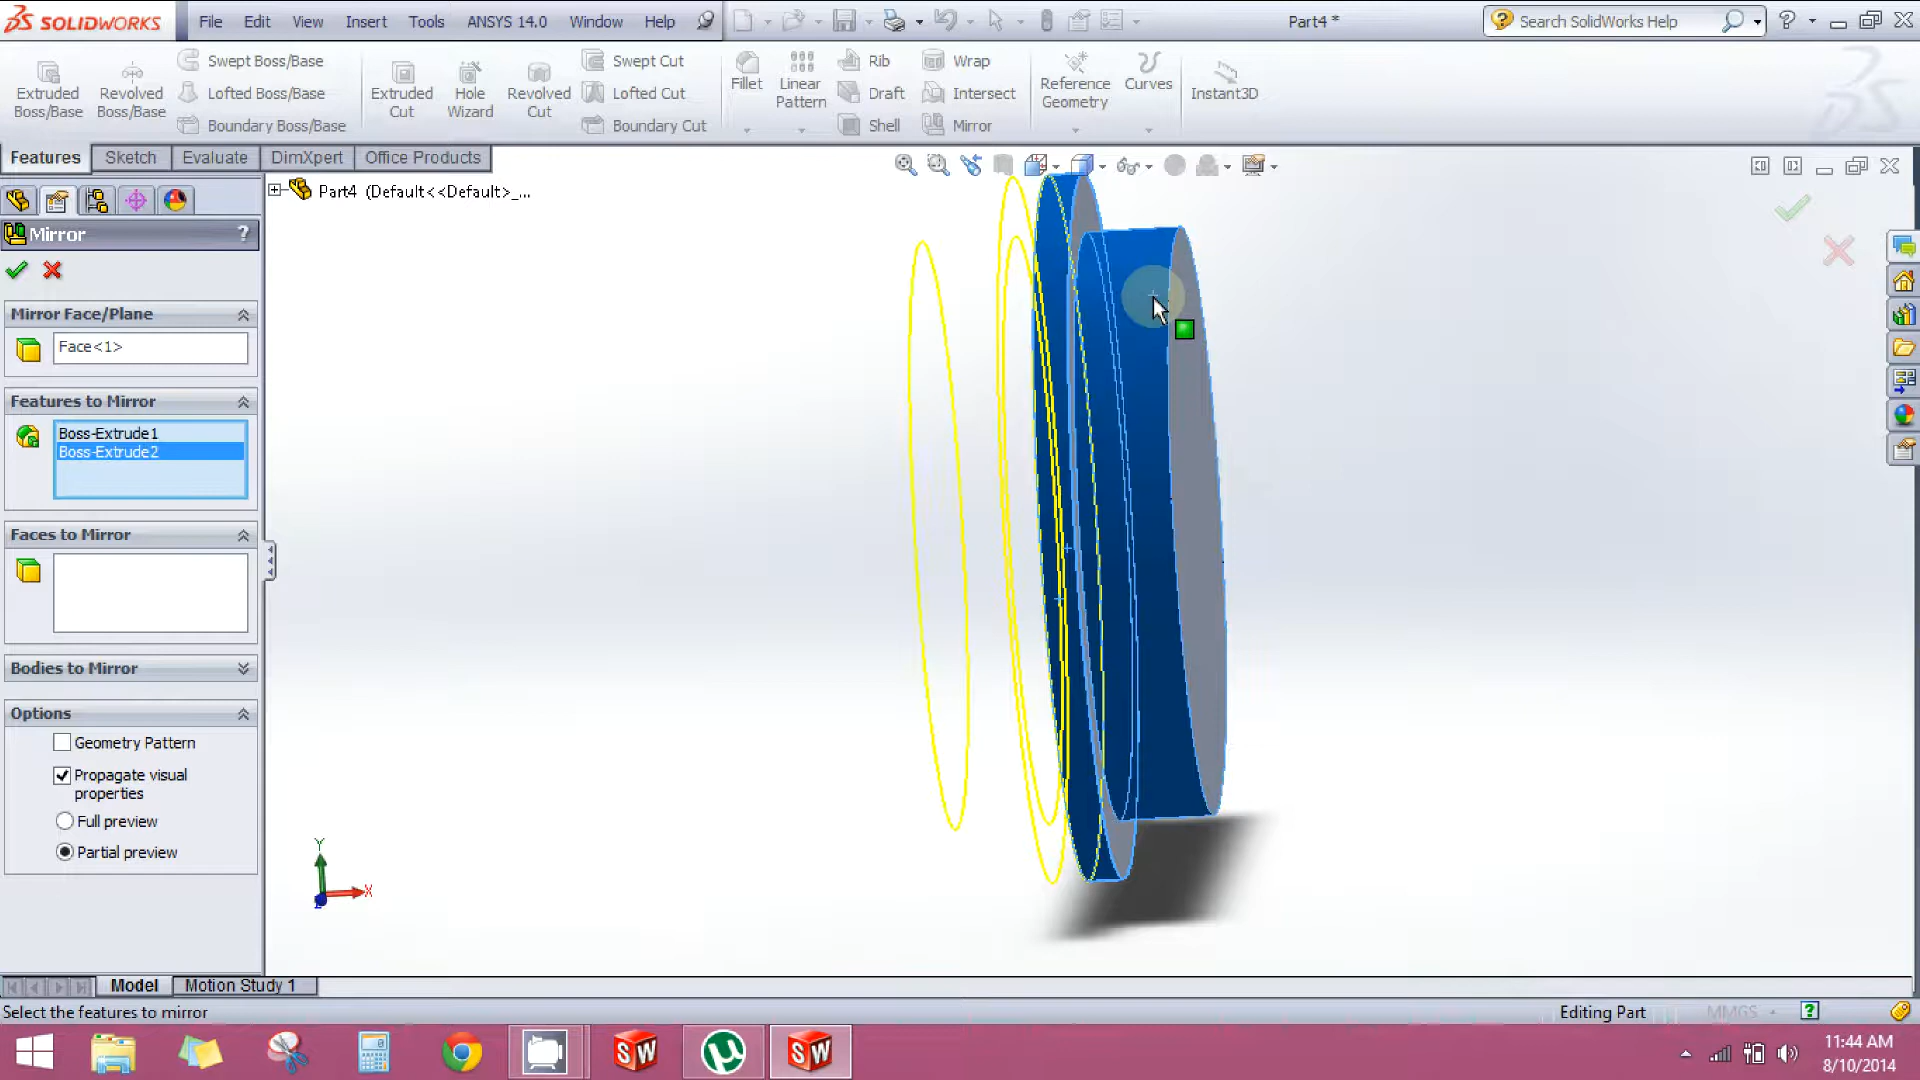 SOLIDWORKS File Edit View Insert Tools ANSYS 14.0 Window Help Part4 * Search SolidWorks Help
Extruded Boss/Base
Revolved Boss/Base
Swept Boss/Base
Lofted Boss/Base
Boundary Boss/Base
Extruded Cut
Hole Wizard
Revolved Cut
Swept Cut
Lofted Cut
Boundary Cut
Fillet
Linear Pattern
Rib
Draft
Shell
Wrap
Intersect
Mirror
Reference Geometry
Curves
Instant3D
Features Sketch Evaluate DimXpert Office Products
Part4 (Default<<Default>_...
Mirror ?
Mirror Face/Plane
Face<1>
Features to Mirror
Boss-Extrude1
Boss-Extrude2
Faces to Mirror
Bodies to Mirror
Options
Geometry Pattern
Propagate visual
properties
Full preview
Partial preview
Y
X
Z
Model Motion Study 1
Select the features to mirror Editing Part MMGS
SW SW
11:44 AM
8/10/2014